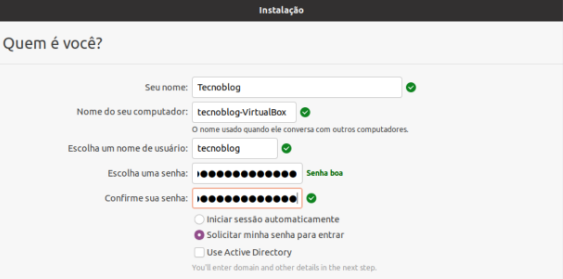 Instalação
Quem é você?
Seu nome: Tecnoblog
Nome do seu computador: tecnoblog-VirtualBox
O nome usado quando ele conversa com outros computadores.
Escolha um nome de usuário: tecnoblog
Escolha uma senha: Senha boa
Confirme sua senha:
Iniciar sessão automaticamente
Solicitar minha senha para entrar
Use Active Directory
You'll enter domain and other details in the next step.